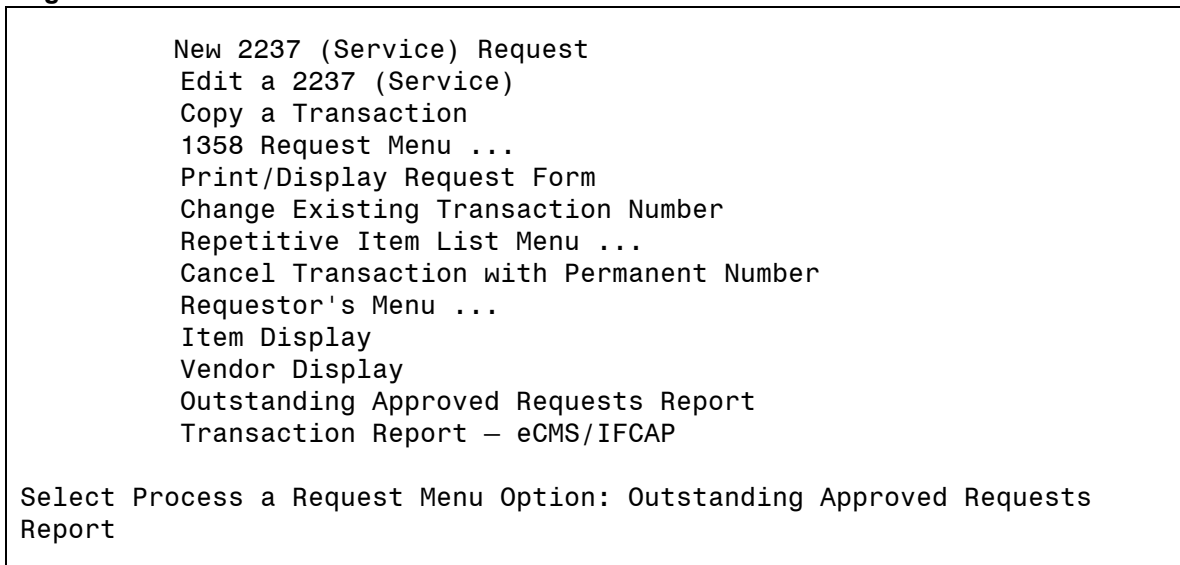 New 2237 (Service) Request
Edit a 2237 (Service)
Copy a Transaction
1358 Request Menu ...
Print/Display Request Form
Change Existing Transaction Number
Repetitive Item List Menu ...
Cancel Transaction with Permanent Number
Requestor's Menu ...
Item Display
Vendor Display
Outstanding Approved Requests Report
Transaction Report – eCMS/IFCAP
Select Process a Request Menu Option: Outstanding Approved Requests
Report